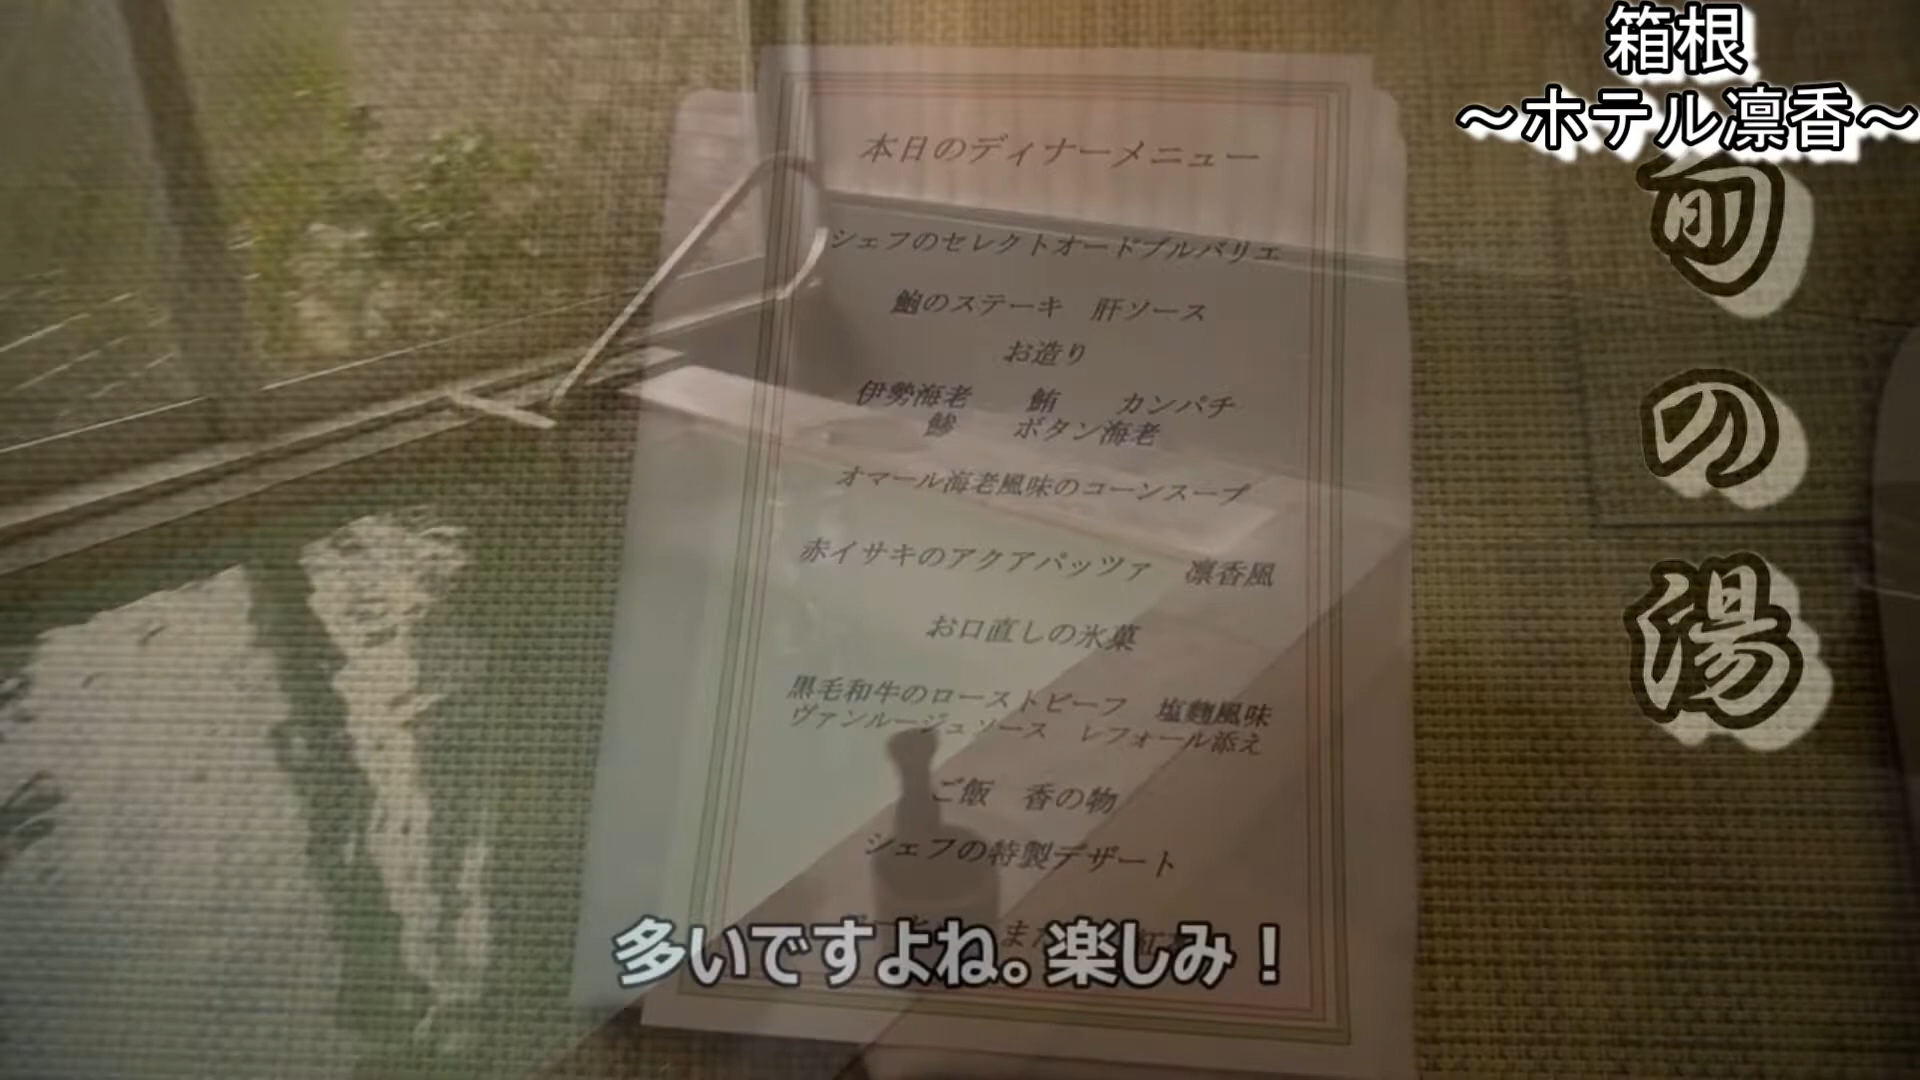 箱根
～ホテル凛香～
旬の湯
本日のディナーメニュー
シェフのセレクトオードブルバリエ
鮑のステーキ　肝ソース
お造り
伊勢海老　鮪　カンパチ
鯵　ボタン海老
オマール海老風味のコーンスープ
赤イサキのアクアパッツァ　凛香風
お口直しの氷菓
黒毛和牛のローストビーフ　塩麹風味
ヴァンルージュソース　レフォール添え
ご飯　香の物
シェフの特製デザート
多いですよね。楽しみ！